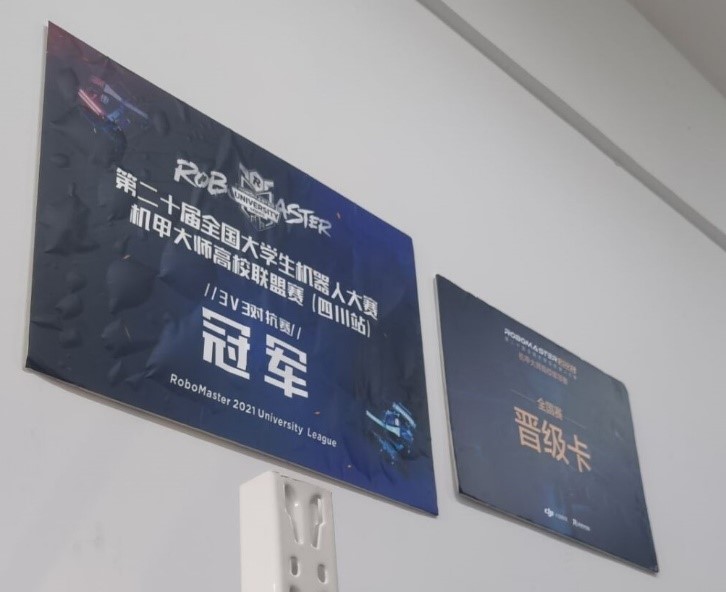 ROBOMASTER
UNIVERSITY
第二十届全国大学生机器人大赛
机甲大师高校联盟赛（四川站）
//3V3对抗赛//
冠军
RoboMaster 2021 University League
全国赛
晋级卡